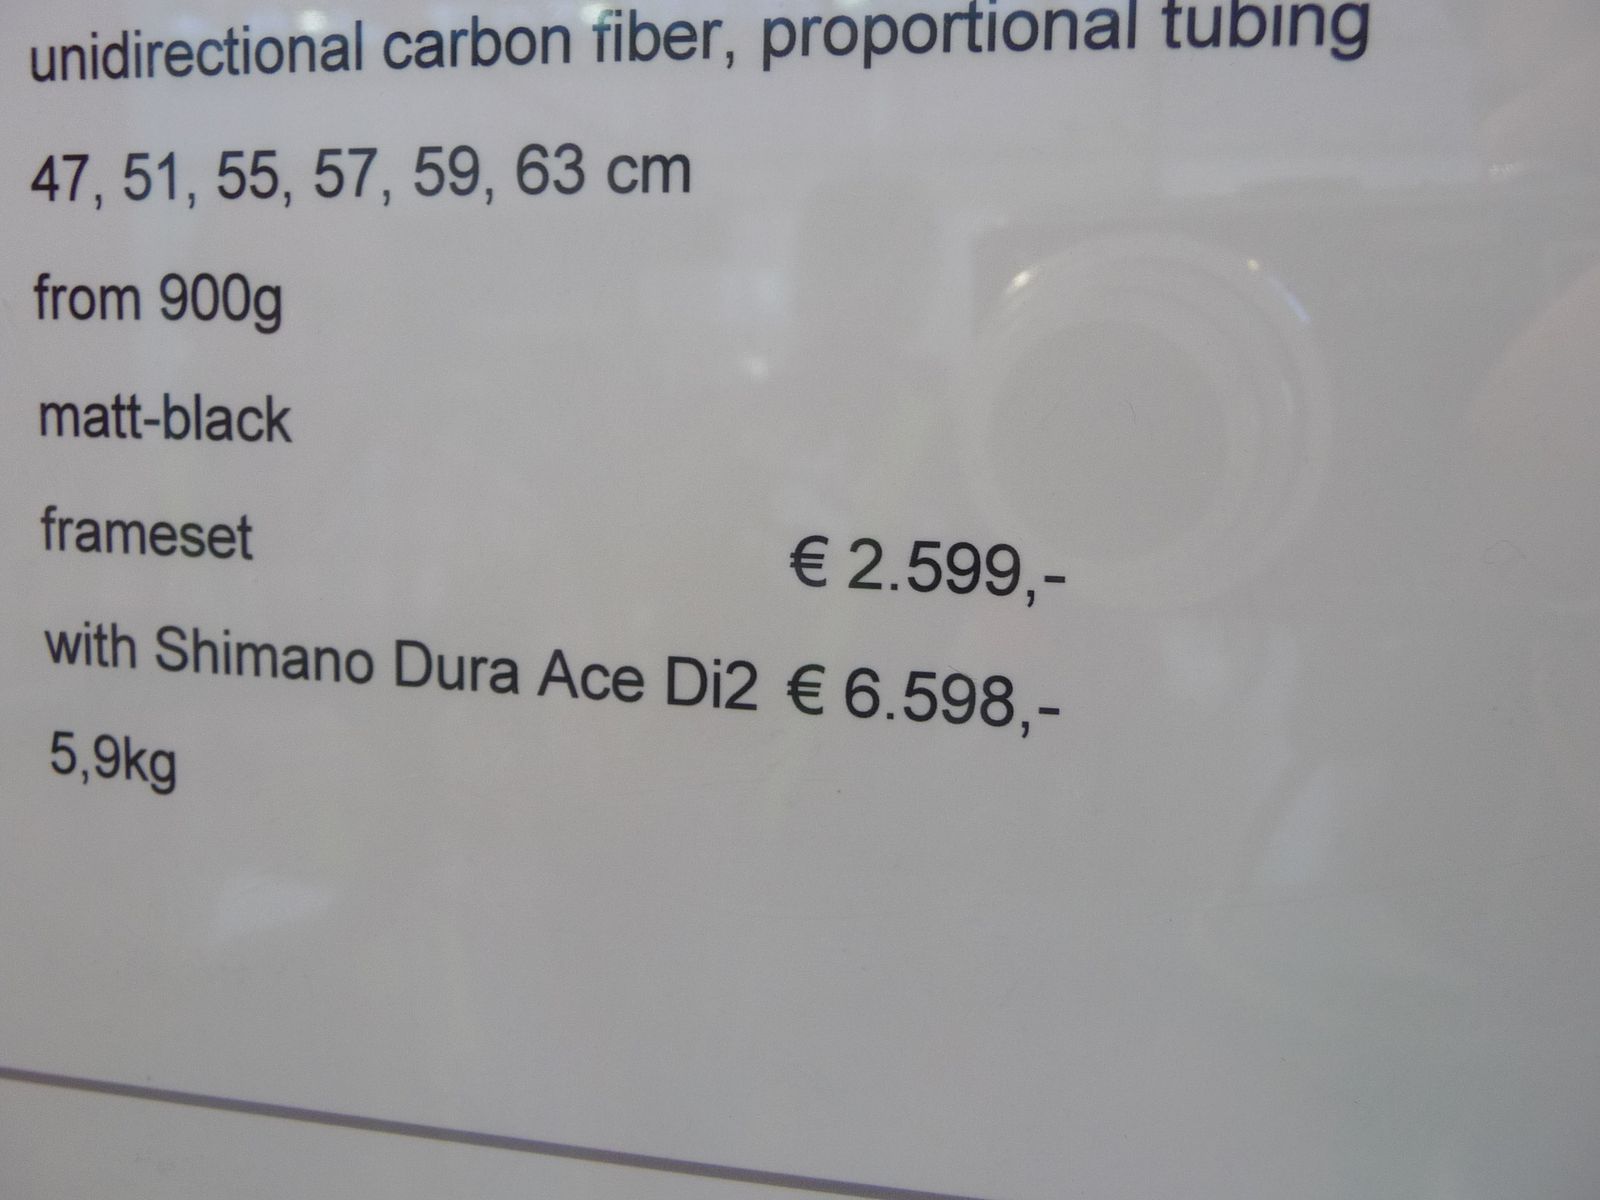 unidirectional carbon fiber, proportional tubing
47, 51, 55, 57, 59, 63 cm
from 900g
matt-black
frameset € 2.599,-
with Shimano Dura Ace Di2 € 6.598,-
5,9kg